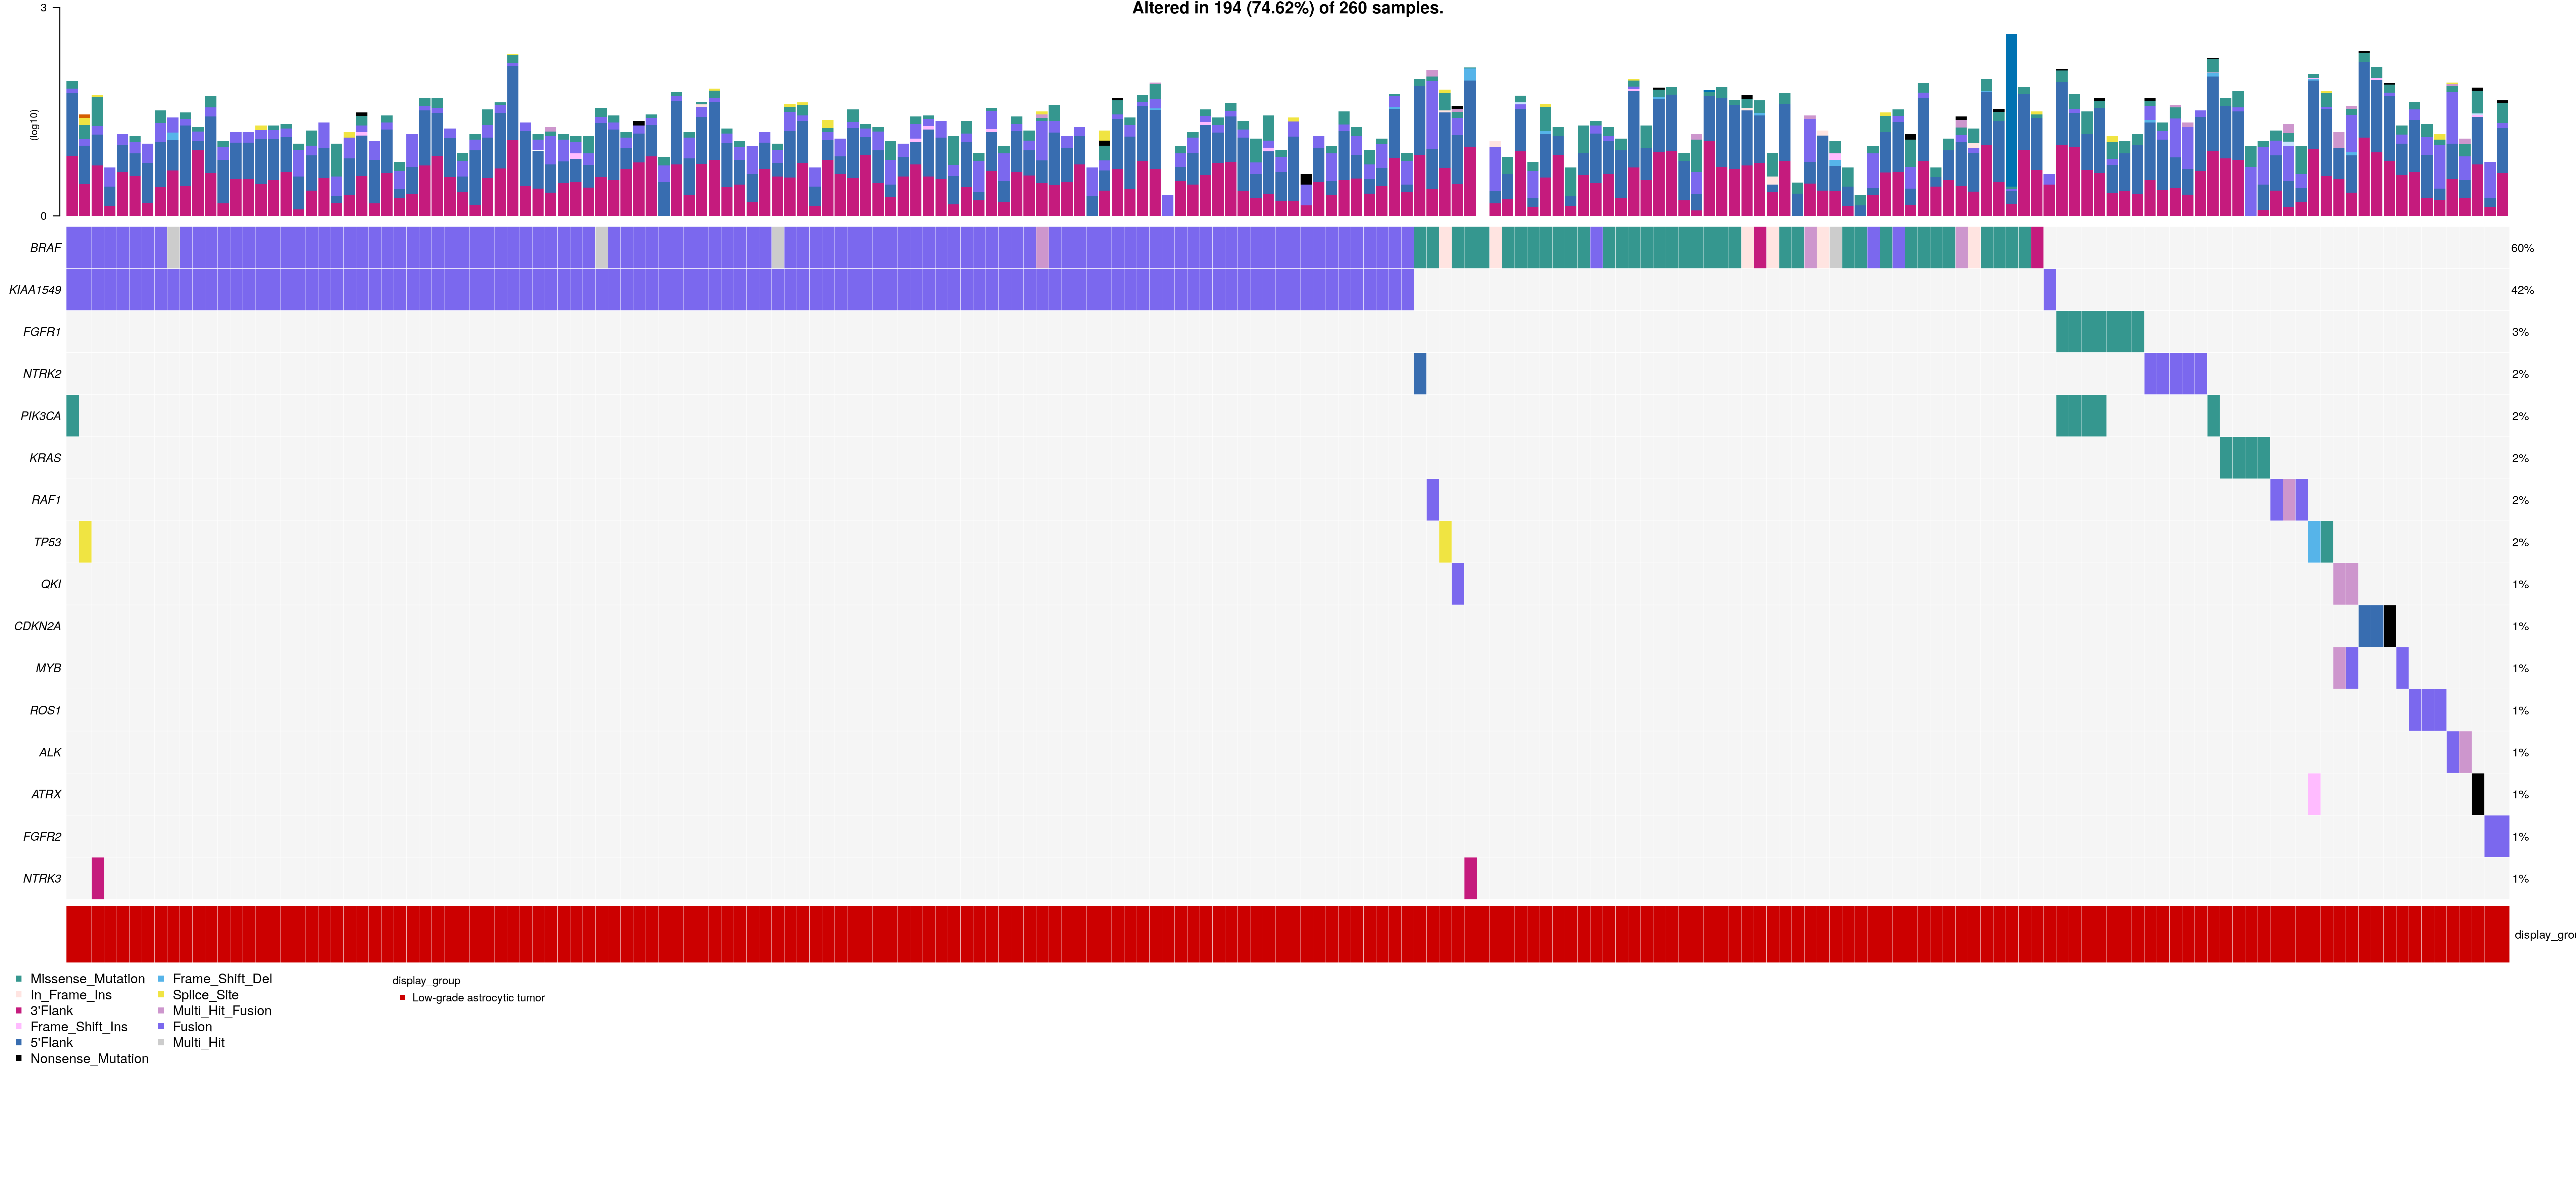 Altered in 194 (74.62%) of 260 samples.
3
(log10)
0
BRAF 60%
KIAA1549 42%
FGFR1 3%
NTRK2 2%
PIK3CA 2%
KRAS 2%
RAF1 2%
TP53 2%
QKI 1%
CDKN2A 1%
MYB 1%
ROS1 1%
ALK 1%
ATRX 1%
FGFR2 1%
NTRK3 1%
display_grou
Missense_Mutation
In_Frame_Ins
3'Flank
Frame_Shift_Ins
5'Flank
Nonsense_Mutation
Frame_Shift_Del
Splice_Site
Multi_Hit_Fusion
Fusion
Multi_Hit
display_group
Low-grade astrocytic tumor